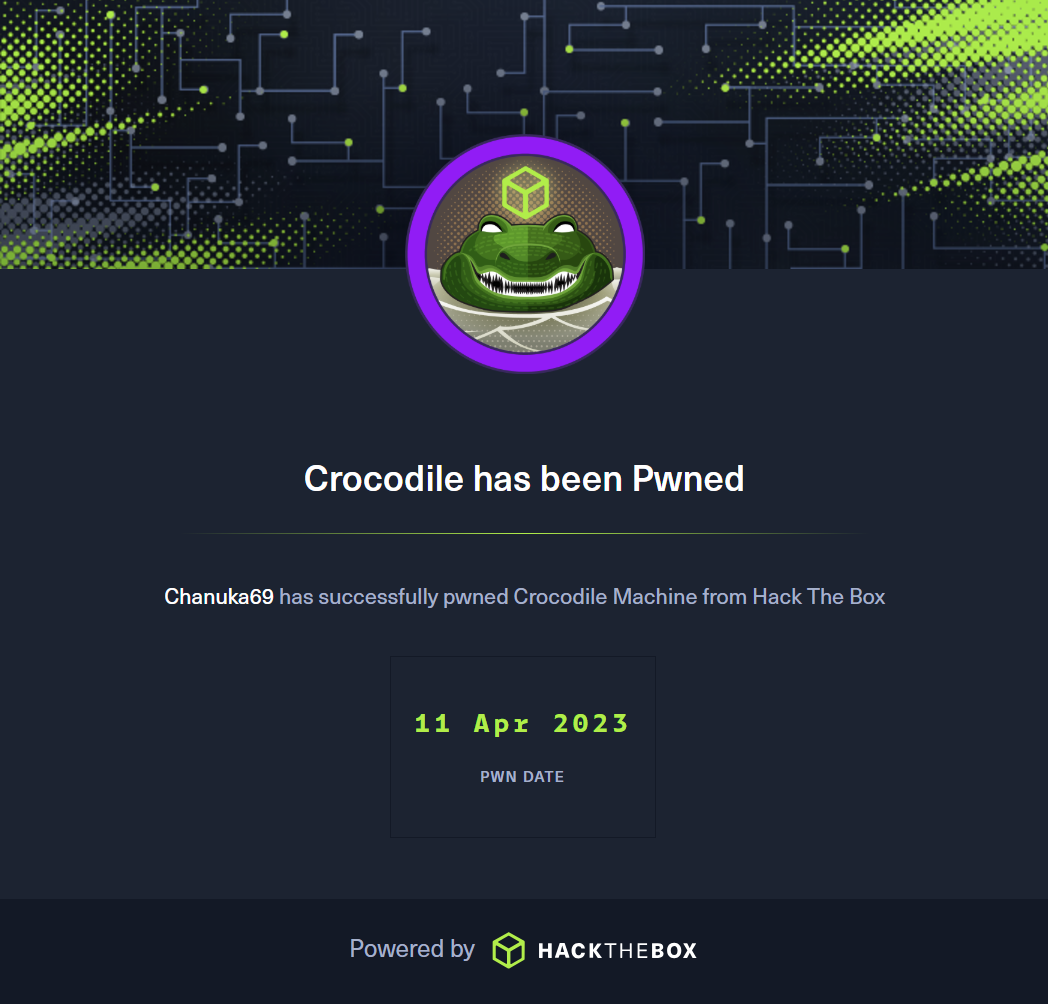 Crocodile has been Pwned
Chanuka69 has successfully pwned Crocodile Machine from Hack The Box
11 Apr 2023
PWN DATE
Powered by HACKTHEBOX